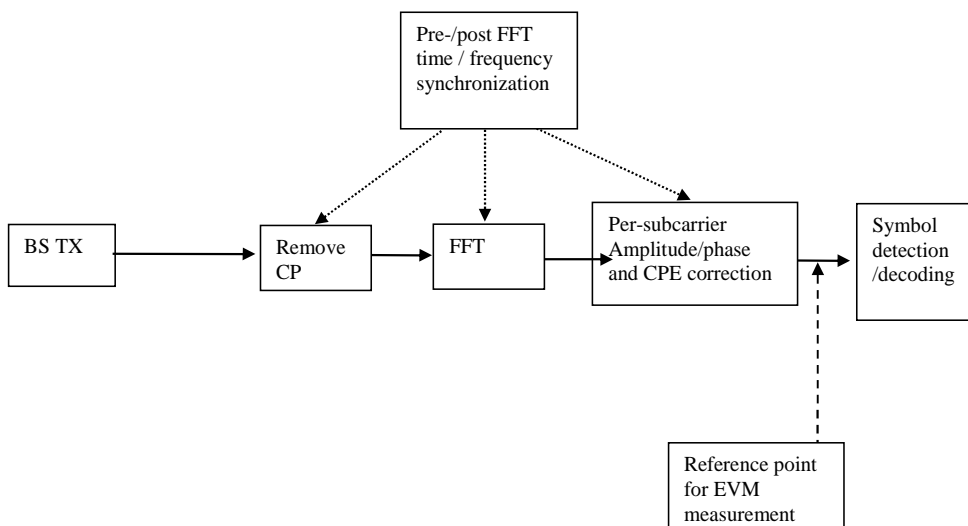 Pre-/post FFT
time / frequency
synchronization
BS TX
Remove
CP
FFT
Per-subcarrier
Amplitude/phase
and CPE correction
Symbol
detection
/decoding
Reference point
for EVM
measurement